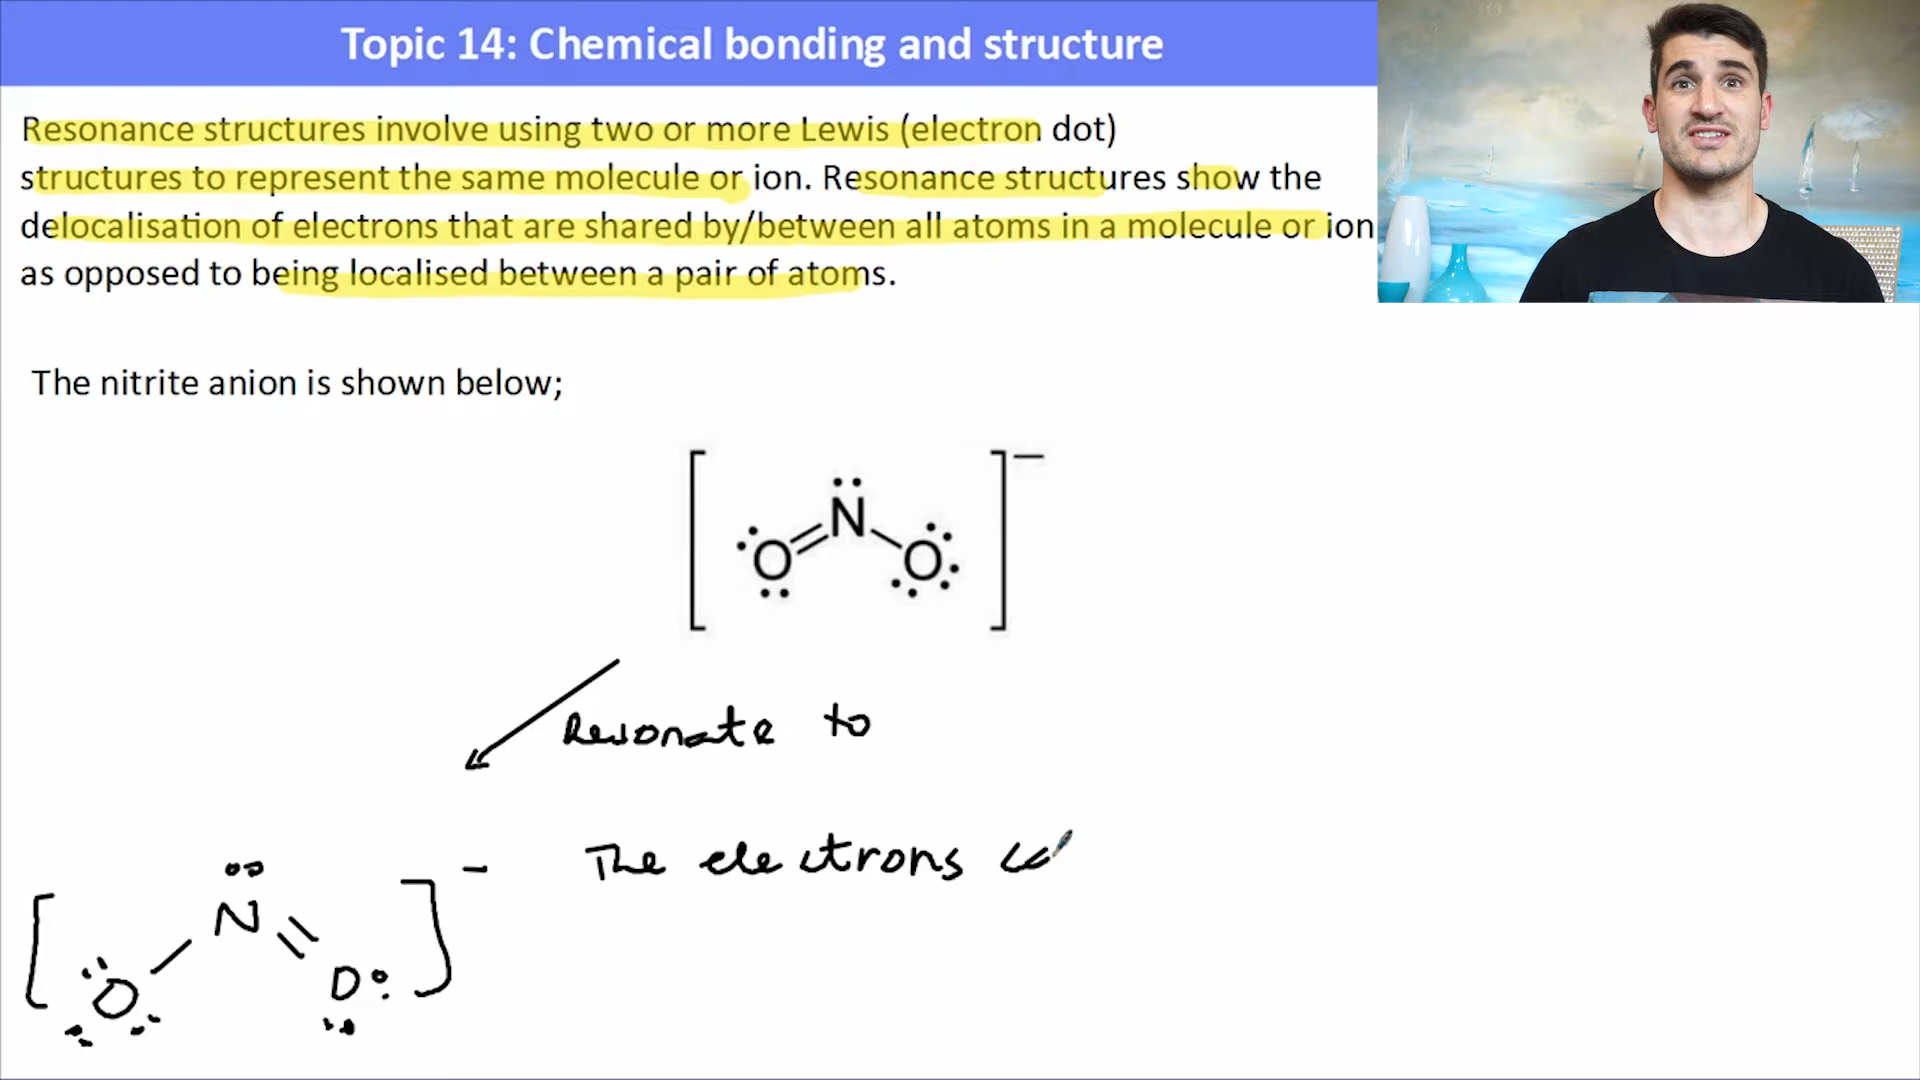 Topic 14: Chemical bonding and structure
Resonance structures involve using two or more Lewis (electron dot)
structures to represent the same molecule or ion. Resonance structures show the
delocalisation of electrons that are shared by/between all atoms in a molecule or ion
as opposed to being localised between a pair of atoms.
The nitrite anion is shown below;
N
O O
−
Resonate to
The electrons
−
N
O O